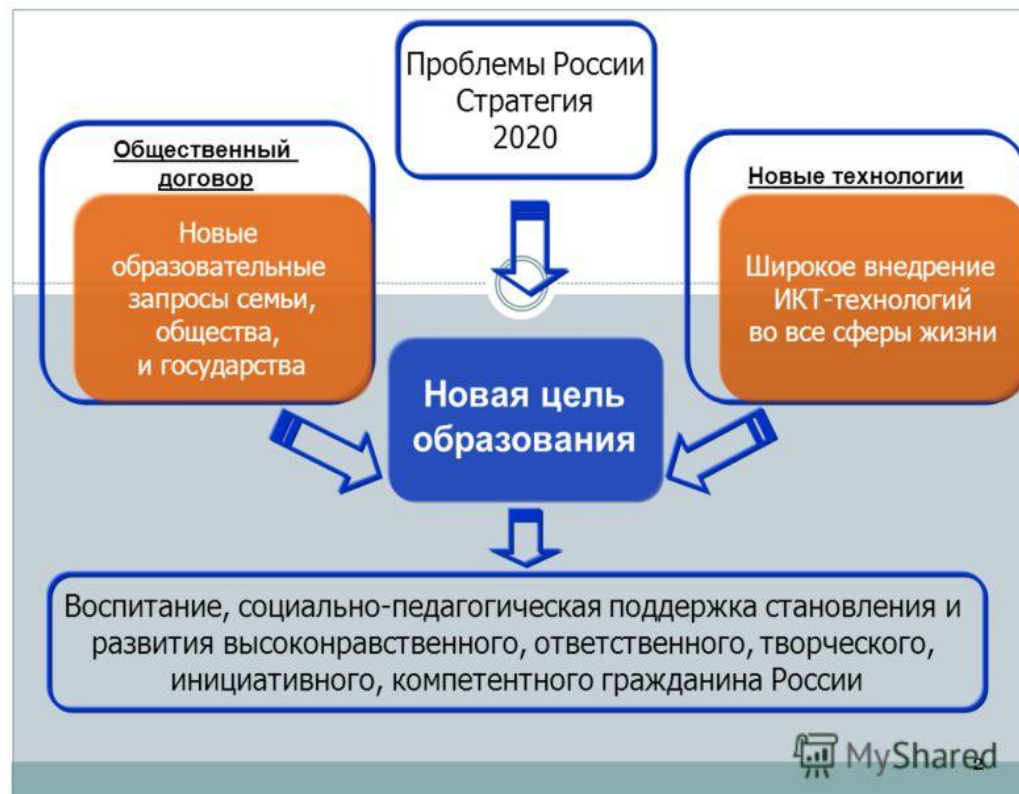 Проблемы России
Стратегия
2020
Общественный
договор
Новые
образовательные
запросы семьи,
общества,
и государства
Новые технологии
Широкое внедрение
ИКТ-технологий
во все сферы жизни
Новая цель
образования
Воспитание, социально-педагогическая поддержка становления и
развития высоконравственного, ответственного, творческого,
инициативного, компетентного гражданина России
MyShared
2